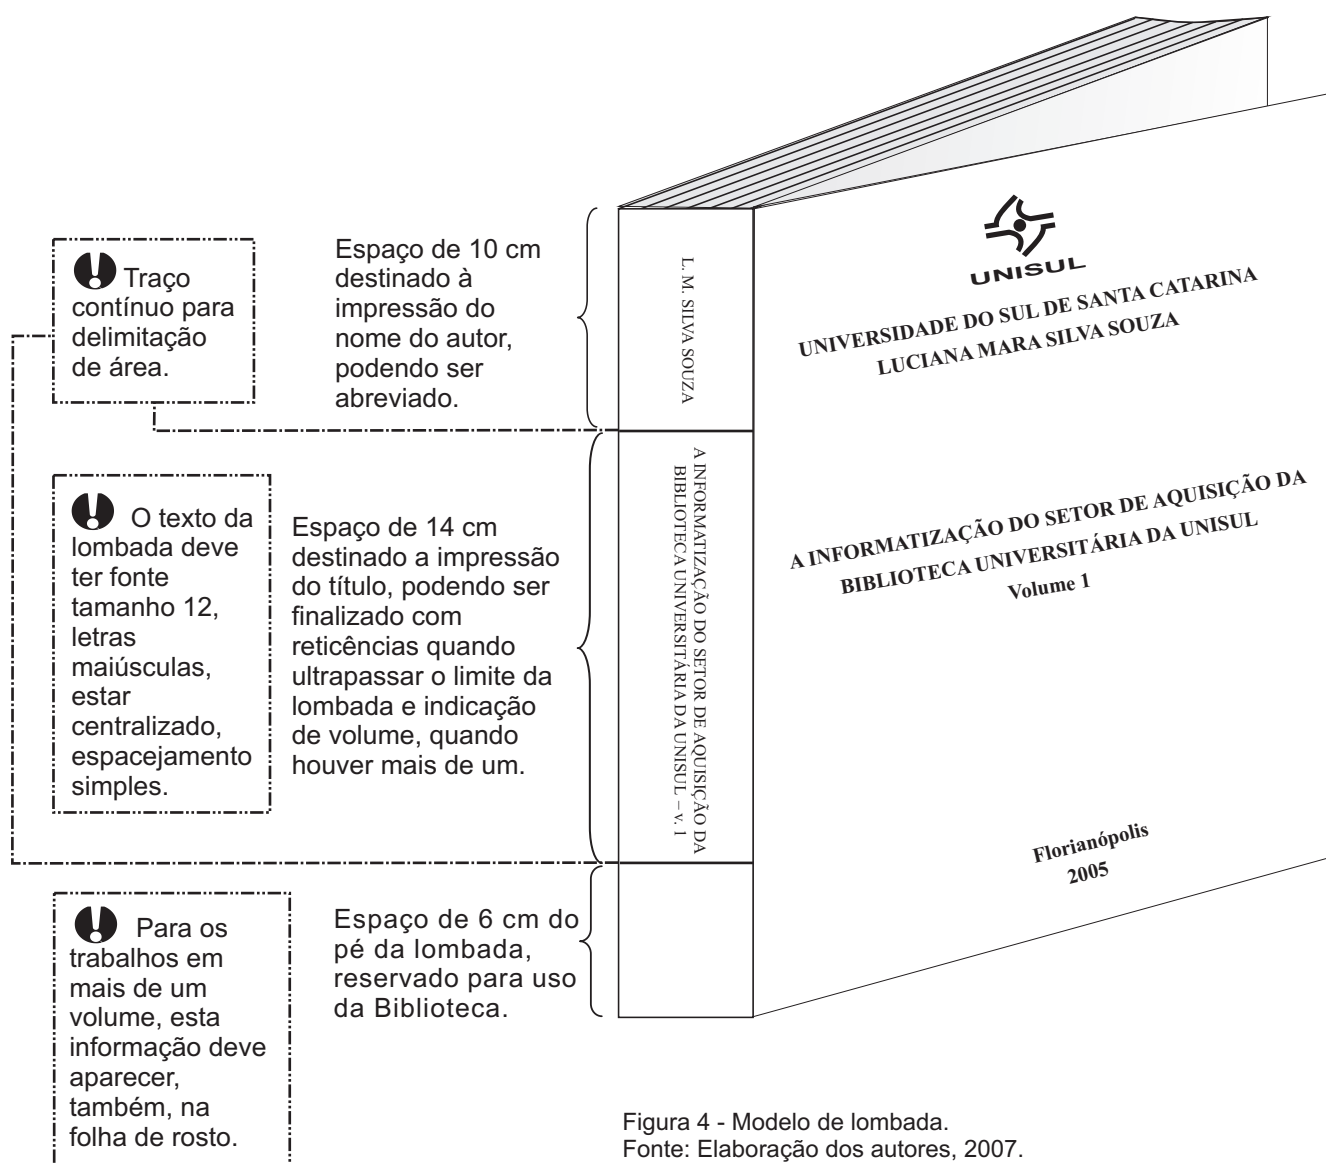 Traço
contínuo para
delimitação
de área.
Espaço de 10 cm
destinado à
impressão do
nome do autor,
podendo ser
abreviado.
O texto da
lombada deve
ter fonte
tamanho 12,
letras
maiúsculas,
estar
centralizado,
espacejamento
simples.
Espaço de 14 cm
destinado a impressão
do título, podendo ser
finalizado com
reticências quando
ultrapassar o limite da
lombada e indicação
de volume, quando
houver mais de um.
Para os
trabalhos em
mais de um
volume, esta
informação deve
aparecer,
também, na
folha de rosto.
Espaço de 6 cm do
pé da lombada,
reservado para uso
da Biblioteca.
L. M. SILVA SOUZA
A INFORMATIZAÇÃO DO SETOR DE AQUISIÇÃO DA
BIBLIOTECA UNIVERSITÁRIA DA UNISUL – v. 1
UNISUL
UNIVERSIDADE DO SUL DE SANTA CATARINA
LUCIANA MARA SILVA SOUZA
A INFORMATIZAÇÃO DO SETOR DE AQUISIÇÃO DA
BIBLIOTECA UNIVERSITÁRIA DA UNISUL
Volume 1
Florianópolis
2005
Figura 4 - Modelo de lombada.
Fonte: Elaboração dos autores, 2007.